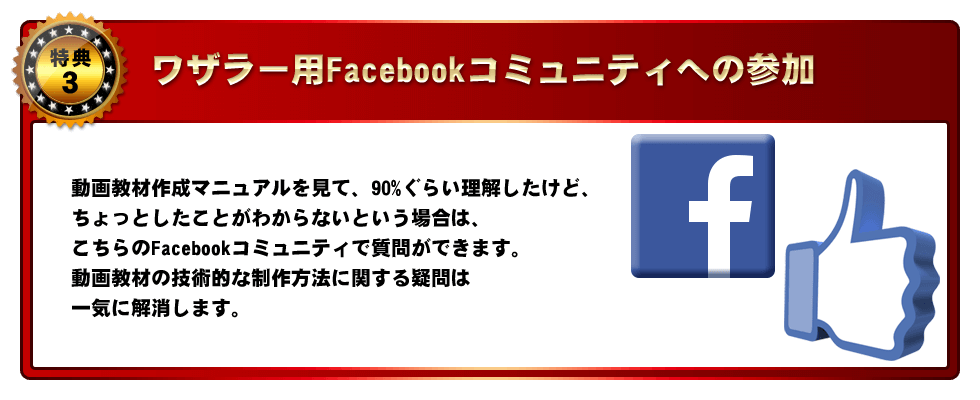 特典
3
ワザラー用Facebookコミュニティへの参加
動画教材作成マニュアルを見て、90%ぐらい理解したけど、
ちょっとしたことがわからないという場合は、
こちらのFacebookコミュニティで質問ができます。
動画教材の技術的な制作方法に関する疑問は
一気に解消します。
f